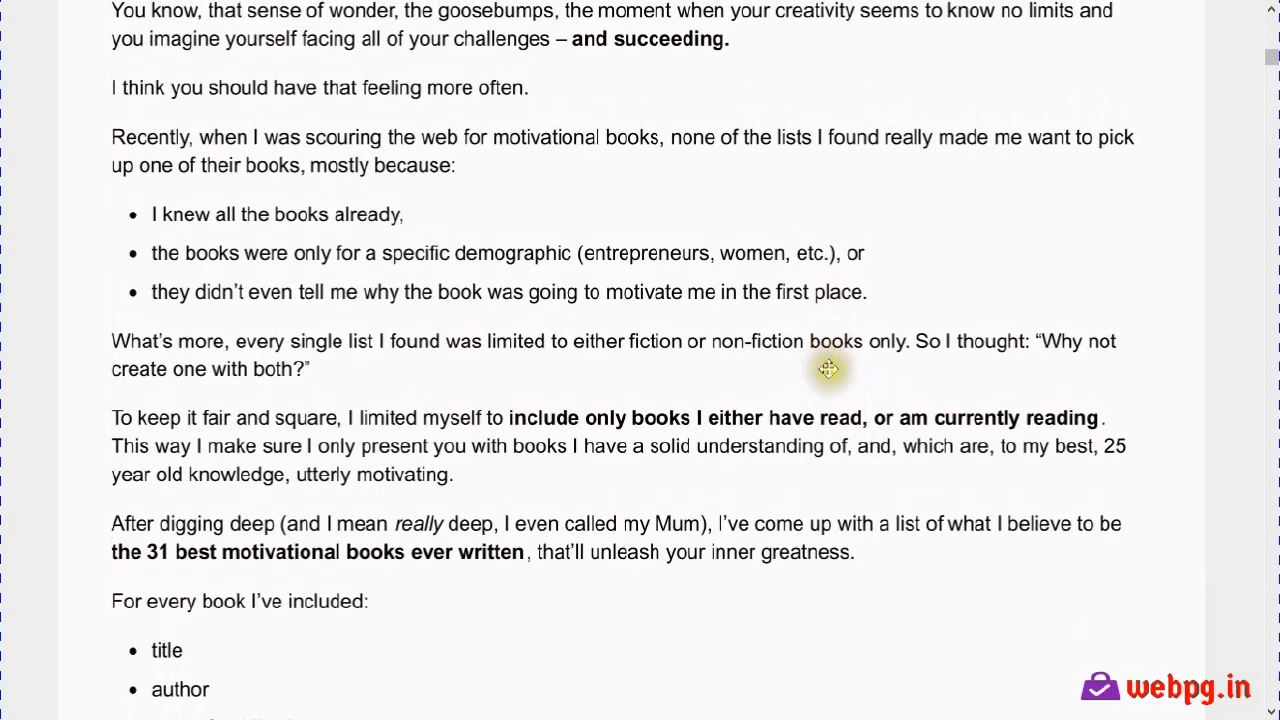 You know, that sense of wonder, the goosebumps, the moment when your creativity seems to know no limits and
you imagine yourself facing all of your challenges – and succeeding.
I think you should have that feeling more often.
Recently, when I was scouring the web for motivational books, none of the lists I found really made me want to pick
up one of their books, mostly because:
• I knew all the books already,
• the books were only for a specific demographic (entrepreneurs, women, etc.), or
• they didn’t even tell me why the book was going to motivate me in the first place.
What’s more, every single list I found was limited to either fiction or non-fiction books only. So I thought: “Why not
create one with both?”
To keep it fair and square, I limited myself to include only books I either have read, or am currently reading.
This way I make sure I only present you with books I have a solid understanding of, and, which are, to my best, 25
year old knowledge, utterly motivating.
After digging deep (and I mean really deep, I even called my Mum), I’ve come up with a list of what I believe to be
the 31 best motivational books ever written, that’ll unleash your inner greatness.
For every book I’ve included:
• title
• author
webpg.in